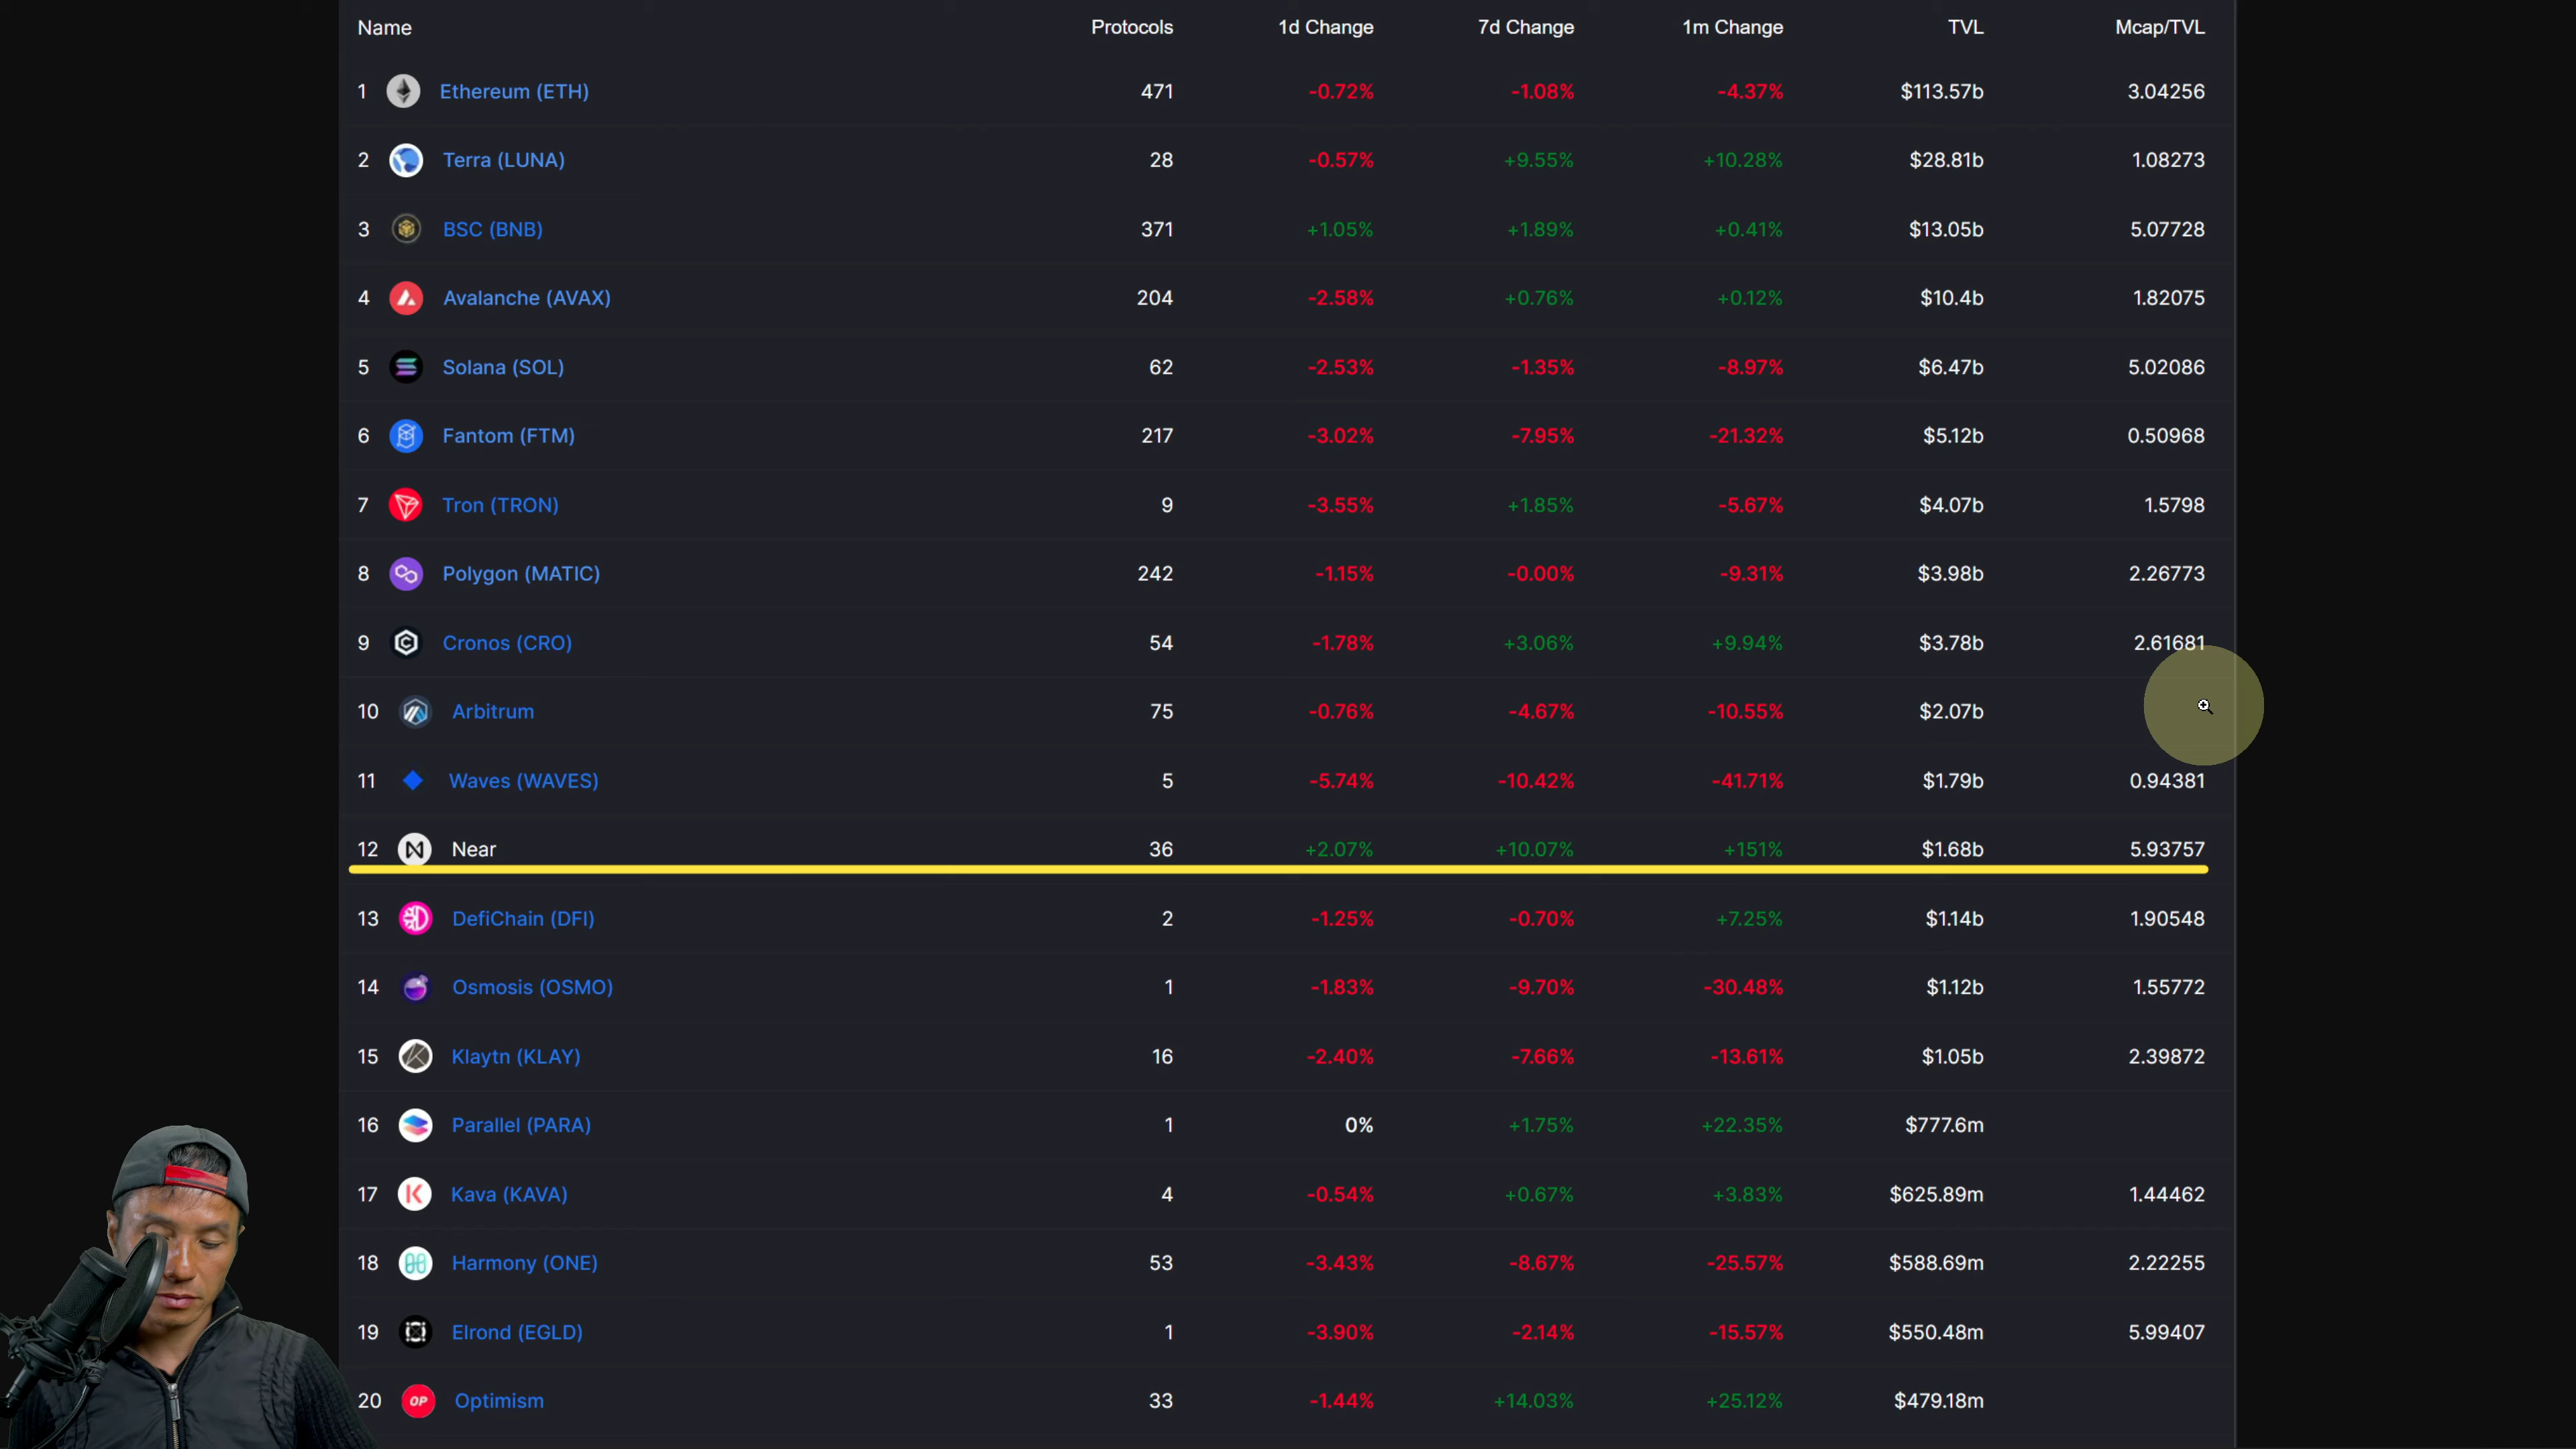 Name Protocols 1d Change 7d Change 1m Change TVL Mcap/TVL
1 Ethereum (ETH) 471 -0.72% -1.08% -4.37% $113.57b 3.04256
2 Terra (LUNA) 28 -0.57% +9.55% +10.28% $28.81b 1.08273
3 BSC (BNB) 371 +1.05% +1.89% +0.41% $13.05b 5.07728
4 Avalanche (AVAX) 204 -2.58% +0.76% +0.12% $10.4b 1.82075
5 Solana (SOL) 62 -2.53% -1.35% -8.97% $6.47b 5.02086
6 Fantom (FTM) 217 -3.02% -7.95% -21.32% $5.12b 0.50968
7 Tron (TRON) 9 -3.55% +1.85% -5.67% $4.07b 1.5798
8 Polygon (MATIC) 242 -1.15% -0.00% -9.31% $3.98b 2.26773
9 Cronos (CRO) 54 -1.78% +3.06% +9.94% $3.78b 2.61681
10 Arbitrum 75 -0.76% -4.67% -10.55% $2.07b
11 Waves (WAVES) 5 -5.74% -10.42% -41.71% $1.79b 0.94381
12 Near 36 +2.07% +10.07% +151% $1.68b 5.93757
13 DefiChain (DFI) 2 -1.25% -0.70% +7.25% $1.14b 1.90548
14 Osmosis (OSMO) 1 -1.83% -9.70% -30.48% $1.12b 1.55772
15 Klaytn (KLAY) 16 -2.40% -7.66% -13.61% $1.05b 2.39872
16 Parallel (PARA) 1 0% +1.75% +22.35% $777.6m
17 Kava (KAVA) 4 -0.54% +0.67% +3.83% $625.89m 1.44462
18 Harmony (ONE) 53 -3.43% -8.67% -25.57% $588.69m 2.22255
19 Elrond (EGLD) 1 -3.90% -2.14% -15.57% $550.48m 5.99407
20 OP Optimism 33 -1.44% +14.03% +25.12% $479.18m